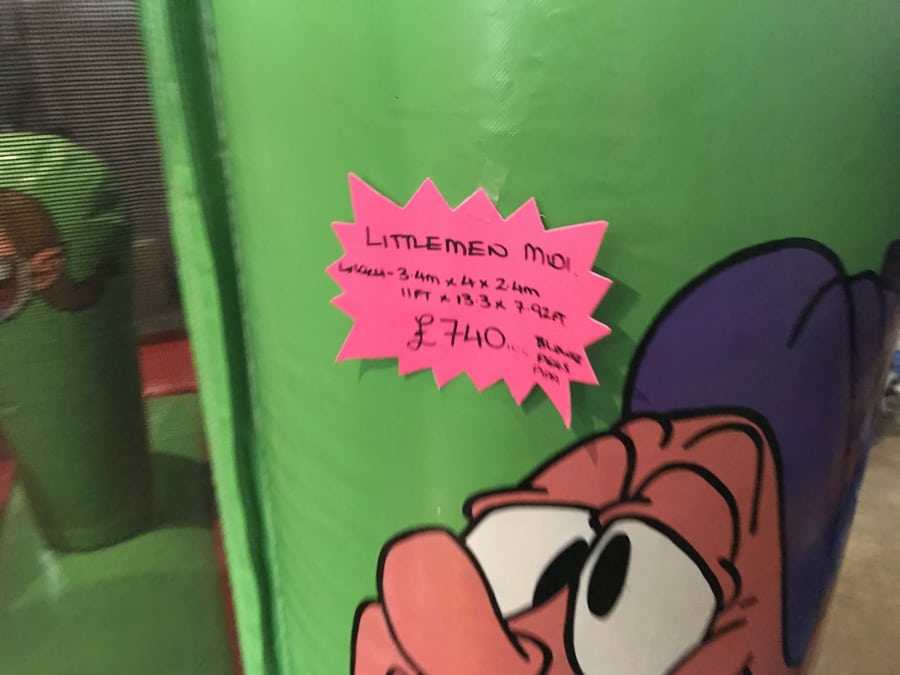 LITTLEMEN MIDI
3.4m x 4 x 2.4m
11FT x 13.3 x 7.92FT
£740....